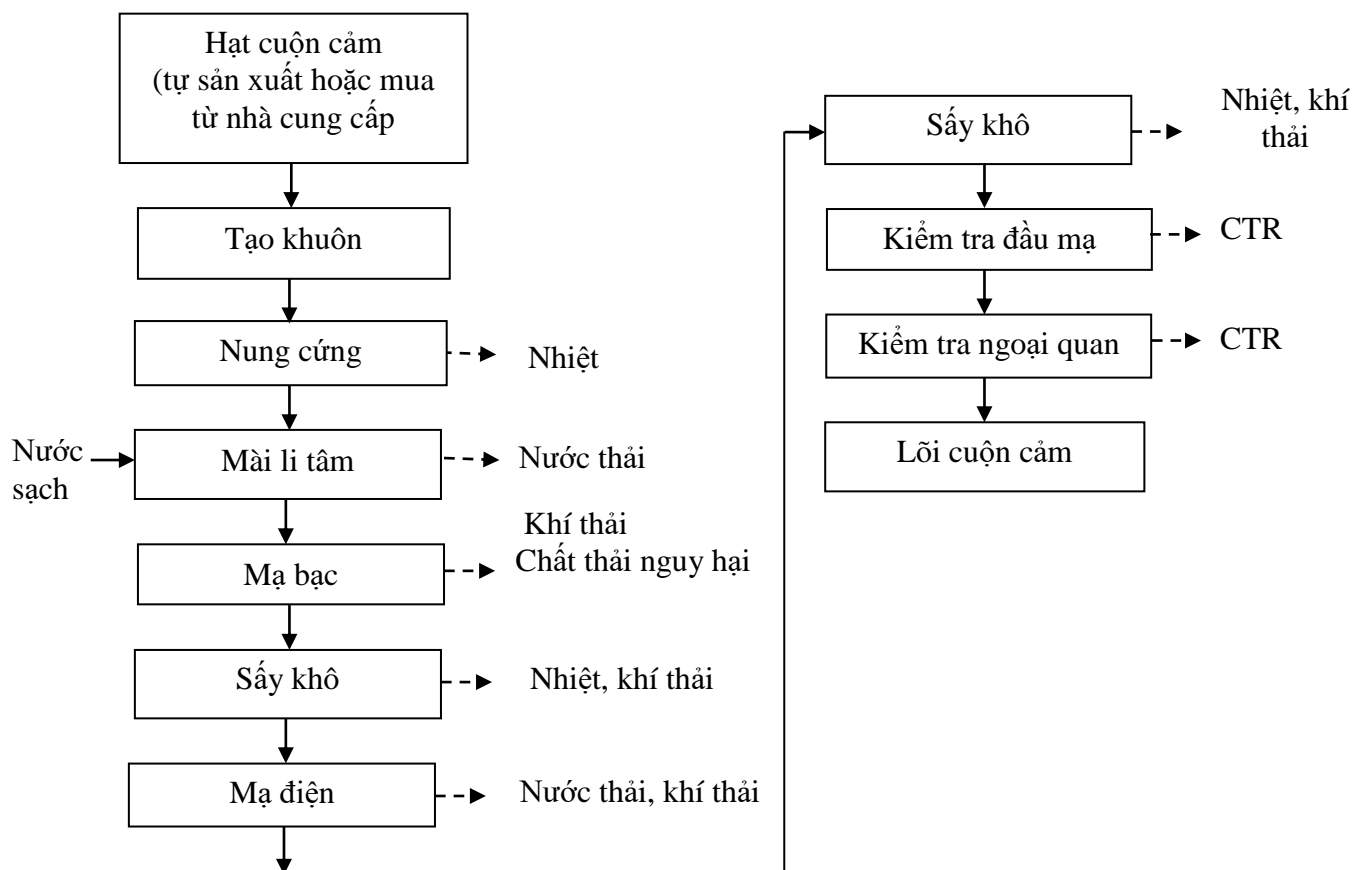 Hạt cuộn cảm
(tự sản xuất hoặc mua
từ nhà cung cấp
Tạo khuôn
Nung cứng
Nhiệt
Nước
sạch
Mài li tâm
Nước thải
Khí thải
Chất thải nguy hại
Mạ bạc
Sấy khô
Nhiệt, khí thải
Mạ điện
Nước thải, khí thải
Sấy khô
Nhiệt, khí
thải
Kiểm tra đầu mạ
CTR
Kiểm tra ngoại quan
CTR
Lõi cuộn cảm